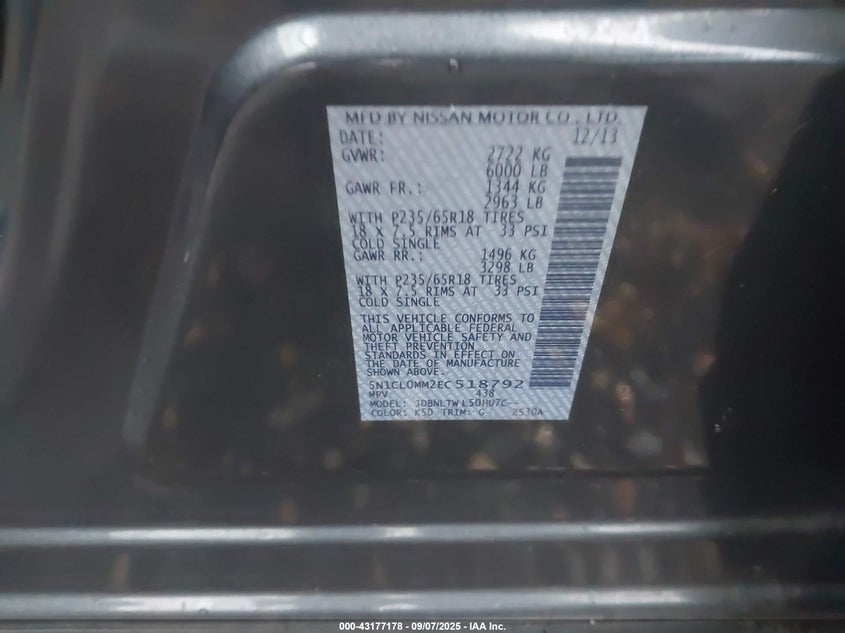 MFD BY NISSAN MOTOR CO., LTD.
DATE: 12/13
GVWR: 2722 KG
6000 LB
GAWR FR.: 1344 KG
2963 LB
WITH P235/65R18 TIRES
18 X 7.5 RIMS AT 33 PSI
COLD SINGLE
GAWR RR.: 1496 KG
3298 LB
WITH P235/65R18 TIRES
18 X 7.5 RIMS AT 33 PSI
COLD SINGLE
THIS VEHICLE CONFORMS TO
ALL APPLICABLE FEDERAL
MOTOR VEHICLE SAFETY AND
THEFT PREVENTION
STANDARDS IN EFFECT ON
THE DATE OF MANUFACTURE
SHOWN ABOVE.
5N1CL0MM2EC518792
MPV 438
MODEL:
COLOR: K5D TRIM: G 2530A
000-43177178 - 09/07/2025 - IAA Inc.